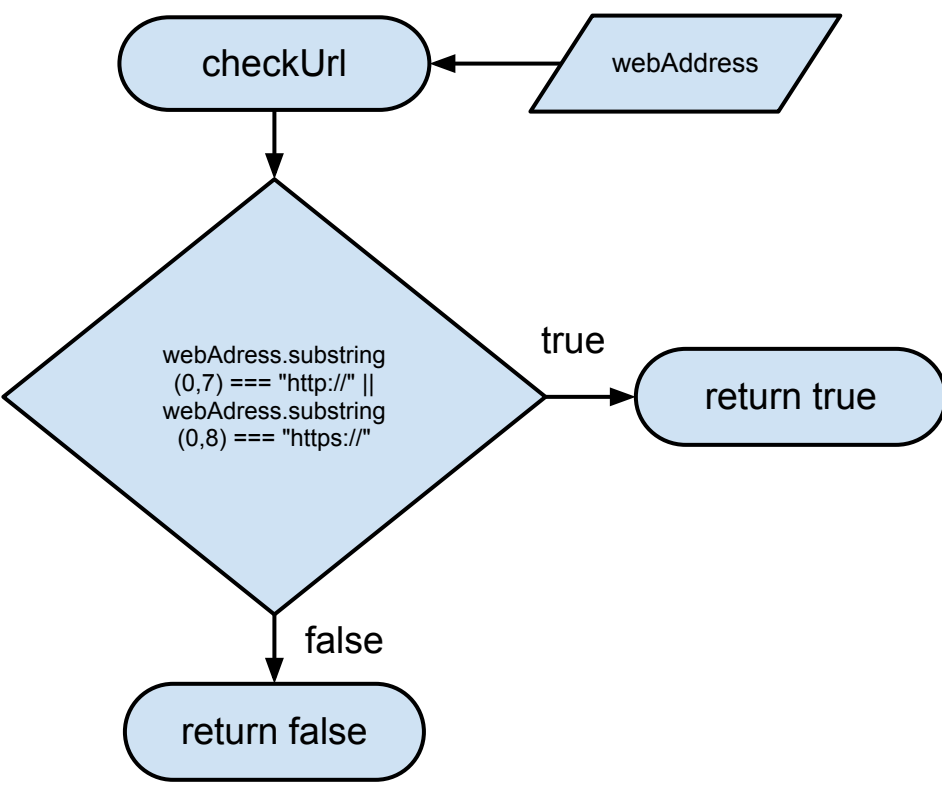 checkUrl
webAddress
webAdress.substring
(0,7) === "http://" ||
webAdress.substring
(0,8) === "https://"
true
return true
false
return false